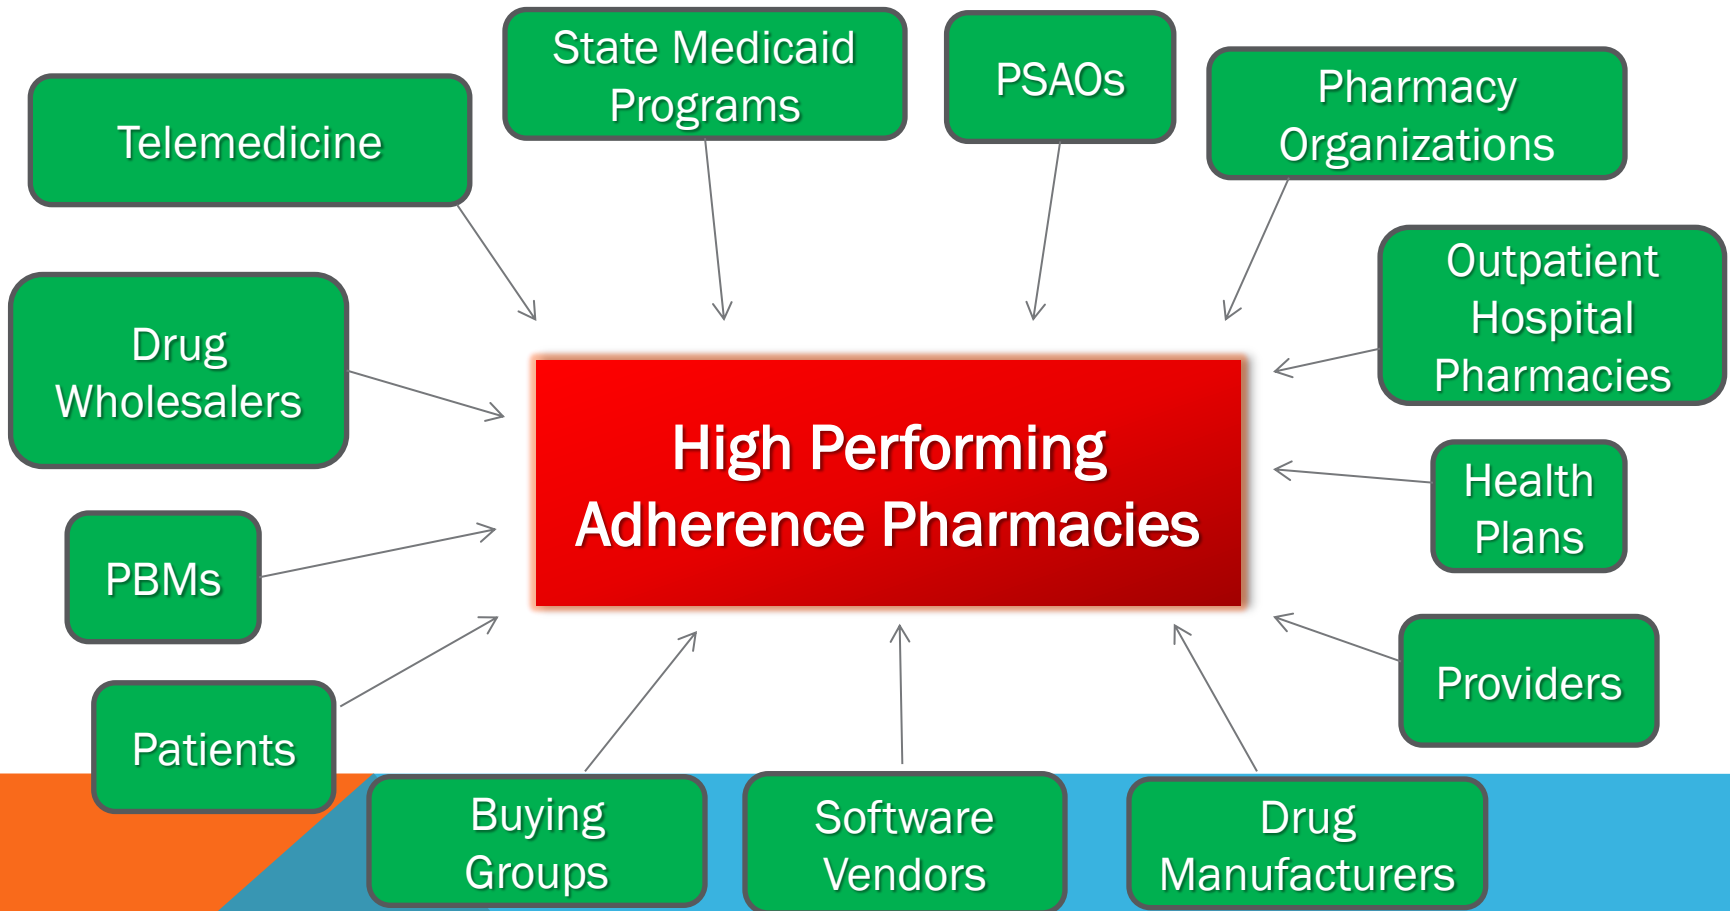 State Medicaid
Programs
PSAOs
Pharmacy
Organizations
Telemedicine
Outpatient
Hospital
Pharmacies
Drug
Wholesalers
High Performing
Adherence Pharmacies
Health
Plans
PBMs
Providers
Patients
Buying
Groups
Software
Vendors
Drug
Manufacturers